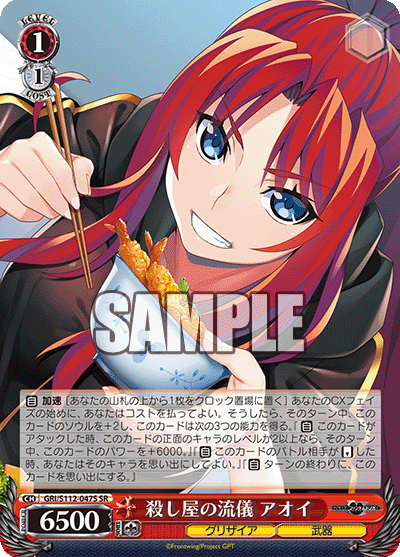 LEVEL
1
1
COST
SAMPLE
自 加速 [あなたの山札の上から1枚をクロック置場に置く] あなたのCXフェイ
ズの始めに、あなたはコストを払ってよい。そうしたら、そのターン中、この
カードのソウルを+2し、このカードは次の3つの能力を得る。『自 このカードが
アタックした時、このカードの正面のキャラのレベルが2以上なら、そのター
ン中、このカードのパワーを+6000。』『自 このカードのバトル相手が【リバース】した
時、あなたはそのキャラを思い出にしてよい。』『自 ターンの終わりに、この
カードを思い出にする。』
CH GRI/S112-047S SR
殺し屋の流儀 アオイ
POWER
6500
グリザイア
武器
©Frontwing/Project GPT